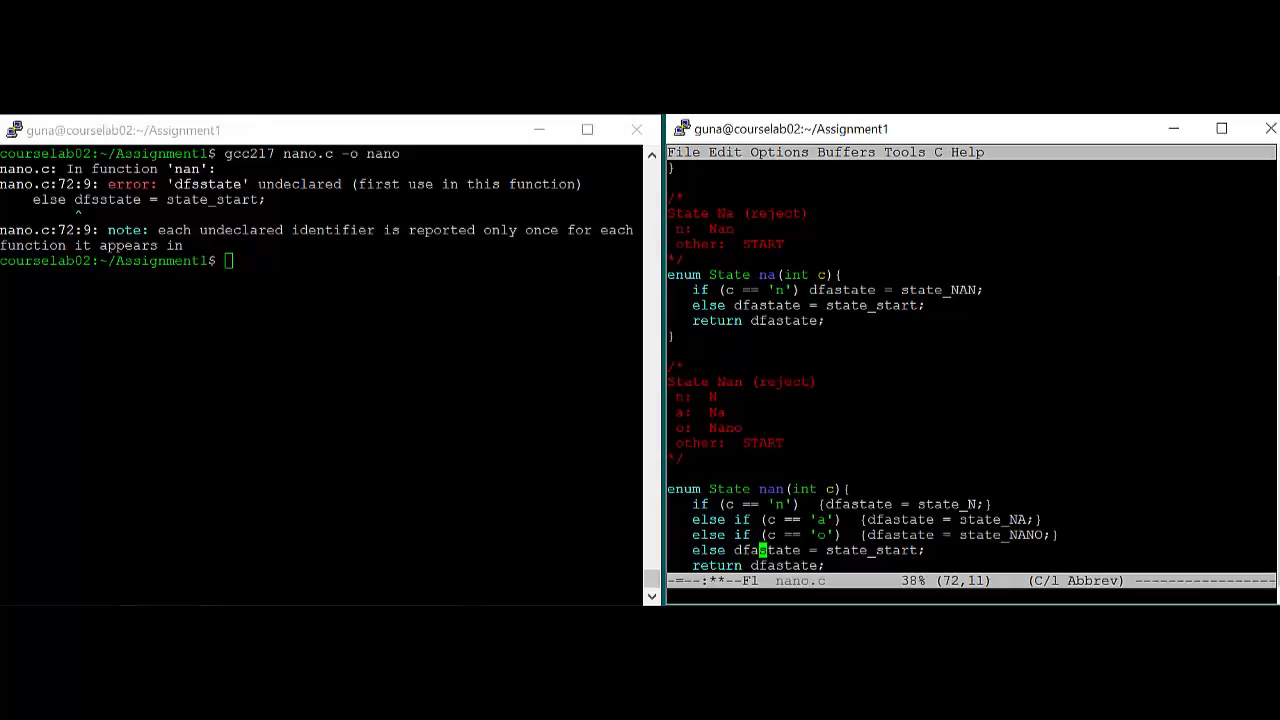 guna@courselab02:~/Assignment1
courselab02:~/Assignment1$ gcc217 nano.c -o nano
nano.c: In function 'nan':
nano.c:72:9: error: 'dfsstate' undeclared (first use in this function)
    else dfsstate = state_start;
         ^
nano.c:72:9: note: each undeclared identifier is reported only once for each
function it appears in
courselab02:~/Assignment1$
guna@courselab02:~/Assignment1
File Edit Options Buffers Tools C Help
}
/*
State Na (reject)
 n:  Nan
 other:  START
*/
enum State na(int c){
   if (c == 'n') dfastate = state_NAN;
   else dfastate = state_start;
   return dfastate;
}
/*
State Nan (reject)
 n:  N
 a:  Na
 o:  Nano
 other:  START
*/
enum State nan(int c){
   if (c == 'n')  {dfastate = state_N;}
   else if (c == 'a')  {dfastate = state_NA;}
   else if (c == 'o')  {dfastate = state_NANO;}
   else dfastate = state_start;
   return dfastate;
-=--:**--F1  nano.c         38% (72,11)    (C/l Abbrev) -----------------